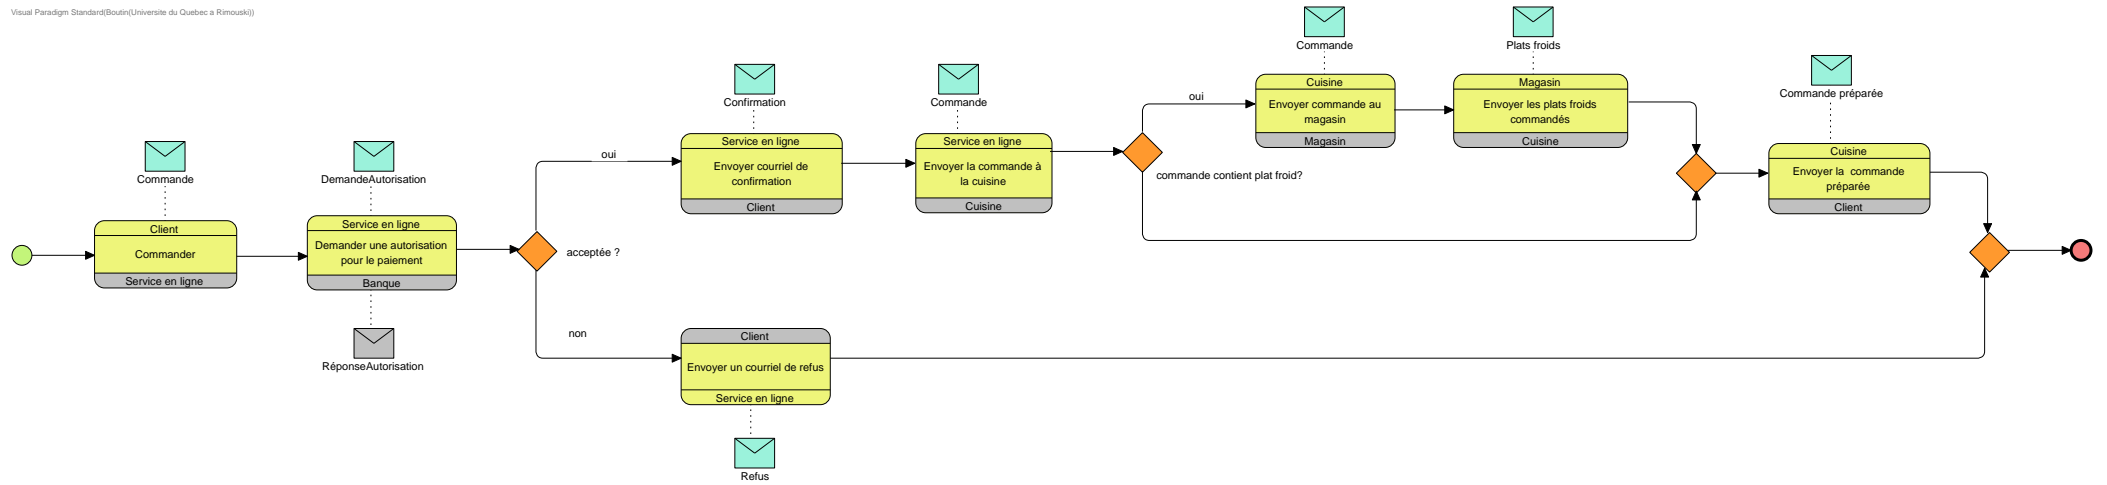 Visual Paradigm Standard(Boutin(Universite du Quebec a Rimouski))
Commande
Client
Commander
Service en ligne
DemandeAutorisation
Service en ligne
Demander une autorisation
pour le paiement
Banque
RéponseAutorisation
acceptée ?
oui
Confirmation
Service en ligne
Envoyer courriel de
confirmation
Client
Commande
Service en ligne
Envoyer la commande à
la cuisine
Cuisine
commande contient plat froid?
oui
Commande
Cuisine
Envoyer commande au
magasin
Magasin
Plats froids
Magasin
Envoyer les plats froids
commandés
Cuisine
Commande préparée
Cuisine
Envoyer la commande
préparée
Client
non
Client
Envoyer un courriel de refus
Service en ligne
Refus